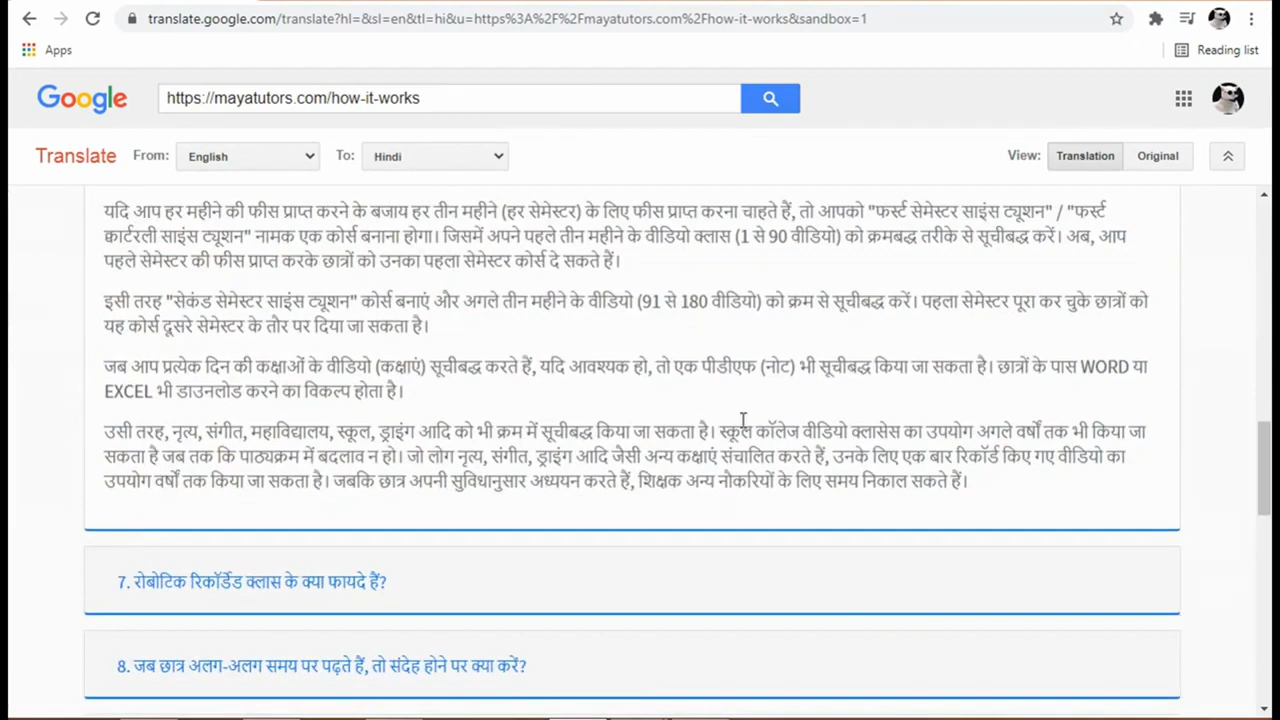 translate.google.com/translate?hl=&sl=en&tl=hi&u=https%3A%2F%2Fmayatutors.com%2Fhow-it-works&sandbox=1
Apps
Reading list
Google
https://mayatutors.com/how-it-works
Translate From: English To: Hindi View: Translation Original
यदि आप हर महीने की फीस प्राप्त करने के बजाय हर तीन महीने (हर सेमेस्टर) के लिए फीस प्राप्त करना चाहते हैं, तो आपको "फर्स्ट सेमेस्टर साइंस ट्यूशन" / "फर्स्ट
क्वार्टरली साइंस ट्यूशन" नामक एक कोर्स बनाना होगा। जिसमें अपने पहले तीन महीने के वीडियो क्लास (1 से 90 वीडियो) को क्रमबद्ध तरीके से सूचीबद्ध करें। अब, आप
पहले सेमेस्टर की फीस प्राप्त करके छात्रों को उनका पहला सेमेस्टर कोर्स दे सकते हैं।
इसी तरह "सेकंड सेमेस्टर साइंस ट्यूशन" कोर्स बनाएं और अगले तीन महीने के वीडियो (91 से 180 वीडियो) को क्रम से सूचीबद्ध करें। पहला सेमेस्टर पूरा कर चुके छात्रों को
यह कोर्स दूसरे सेमेस्टर के तौर पर दिया जा सकता है।
जब आप प्रत्येक दिन की कक्षाओं के वीडियो (कक्षाएं) सूचीबद्ध करते हैं, यदि आवश्यक हो, तो एक पीडीएफ (नोट) भी सूचीबद्ध किया जा सकता है। छात्रों के पास WORD या
EXCEL भी डाउनलोड करने का विकल्प होता है।
उसी तरह, नृत्य, संगीत, महाविद्यालय, स्कूल, ड्राइंग आदि को भी क्रम में सूचीबद्ध किया जा सकता है। स्कूल कॉलेज वीडियो क्लासेस का उपयोग अगले वर्षों तक भी किया जा
सकता है जब तक कि पाठ्यक्रम में बदलाव न हो। जो लोग नृत्य, संगीत, ड्राइंग आदि जैसी अन्य कक्षाएं संचालित करते हैं, उनके लिए एक बार रिकॉर्ड किए गए वीडियो का
उपयोग वर्षों तक किया जा सकता है। जबकि छात्र अपनी सुविधानुसार अध्ययन करते हैं, शिक्षक अन्य नौकरियों के लिए समय निकाल सकते हैं।
7. रोबोटिक रिकॉर्डेड क्लास के क्या फायदे हैं?
8. जब छात्र अलग-अलग समय पर पढ़ते हैं, तो संदेह होने पर क्या करें?